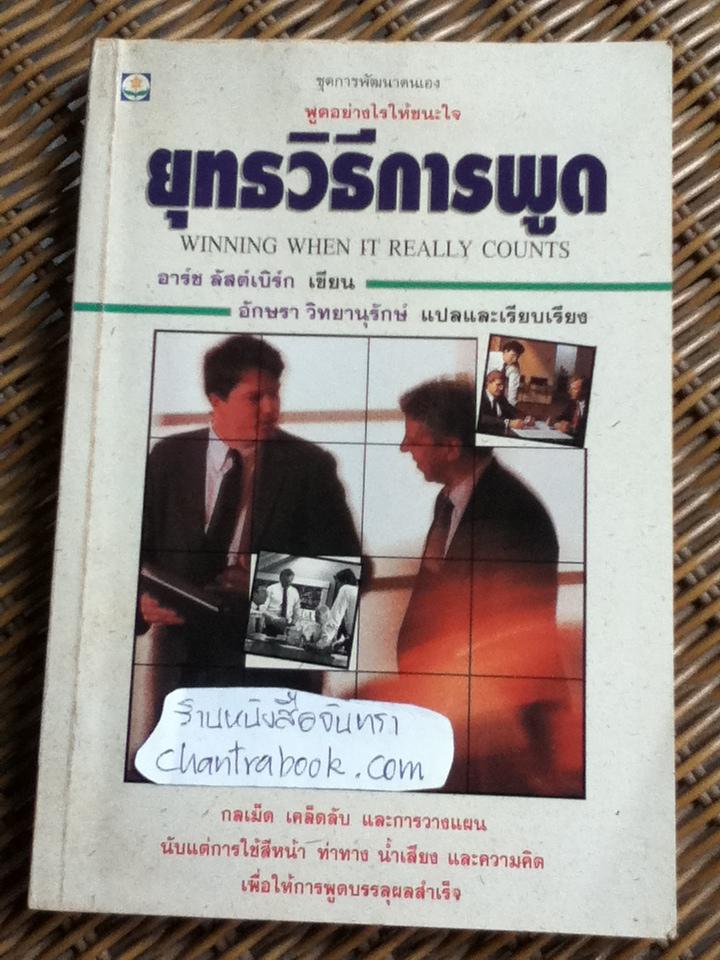 ชุดการพัฒนาตนเอง
พูดอย่างไรให้ชนะใจ
ยุทธวิธีการพูด
WINNING WHEN IT REALLY COUNTS
อาร์ช ลัสต์เบิร์ก เขียน
อักษรา วิทยานุรักษ์ แปลและเรียบเรียง
ร้านหนังสือจันทรา
chantrabook.com
กลเม็ด เคล็ดลับ และการวางแผน
นับแต่การใช้สีหน้า ท่าทาง น้ำเสียง และความคิด
เพื่อให้การพูดบรรลุผลสำเร็จ